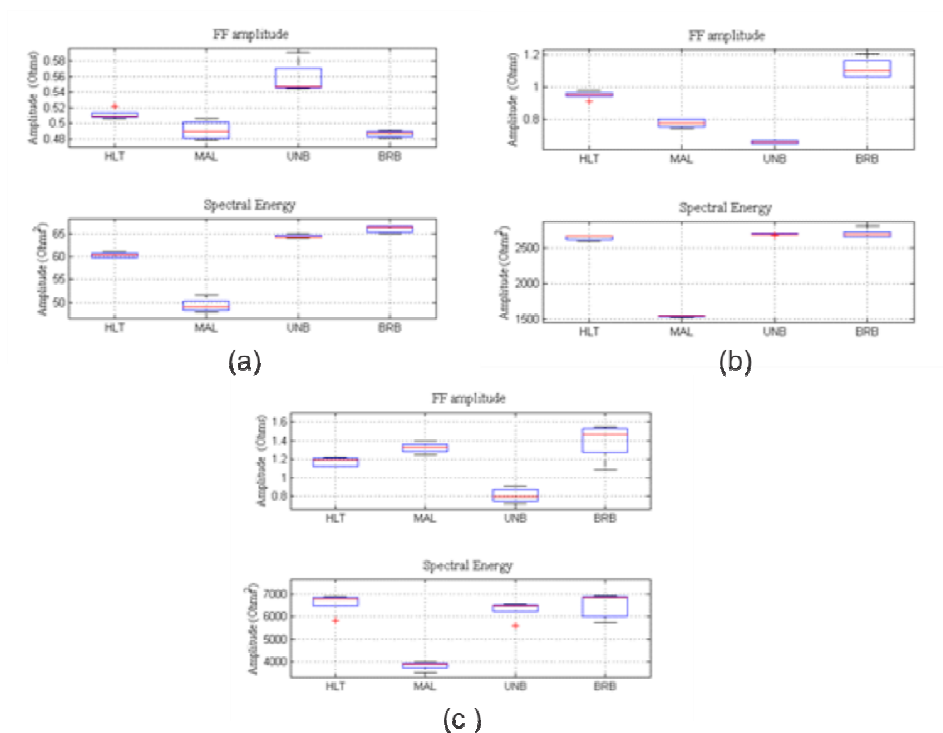 FF amplitude
Amplitude (Ohms)
0.58
0.56
0.54
0.52
0.5
0.48
HLT MAL UNB BRB
Spectral Energy
Amplitude (Ohms²)
65
60
55
50
HLT MAL UNB BRB
(a)
FF amplitude
Amplitude (Ohms)
1.2
1
0.8
HLT MAL UNB BRB
Spectral Energy
Amplitude (Ohms²)
2500
2000
1500
HLT MAL UNB BRB
(b)
FF amplitude
Amplitude (Ohms)
1.6
1.4
1.2
1
0.8
HLT MAL UNB BRB
Spectral Energy
Amplitude (Ohms²)
7000
6000
5000
4000
HLT MAL UNB BRB
(c )